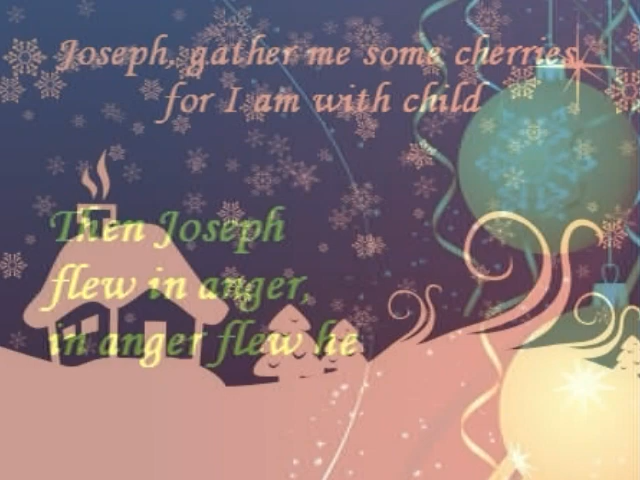 Joseph, gather me some cherries,
for I am with child
Then Joseph
flew in anger,
in anger flew he